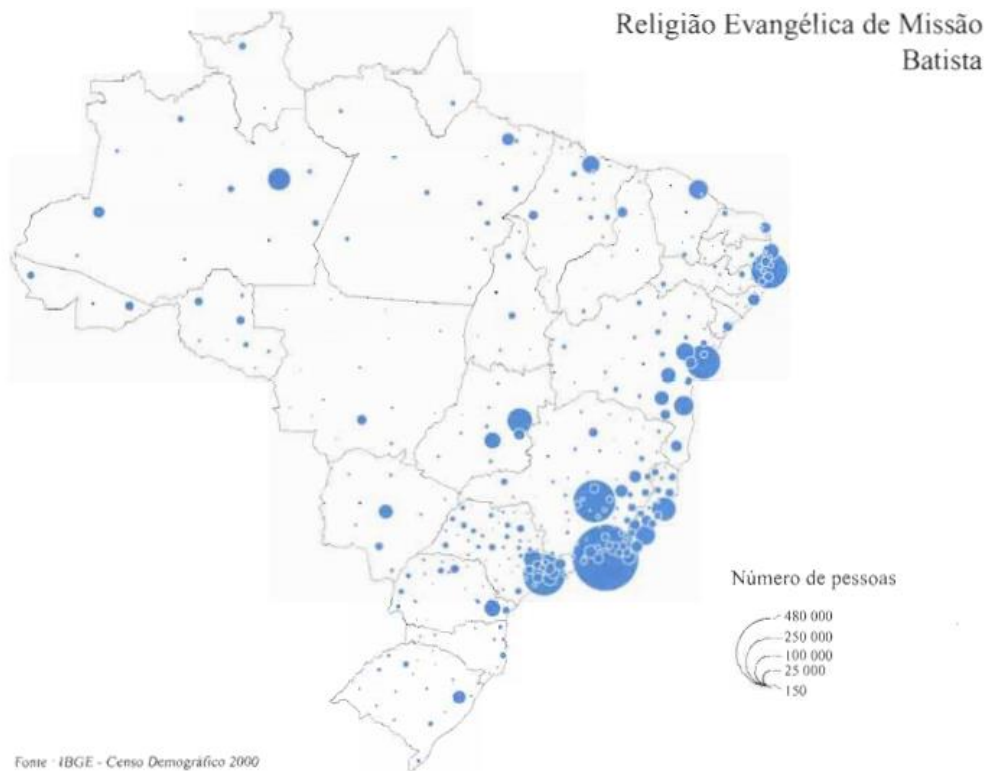 Religião Evangélica de Missão
Batista
Número de pessoas
480 000
250 000
100 000
25 000
150
Fonte : IBGE - Censo Demográfico 2000